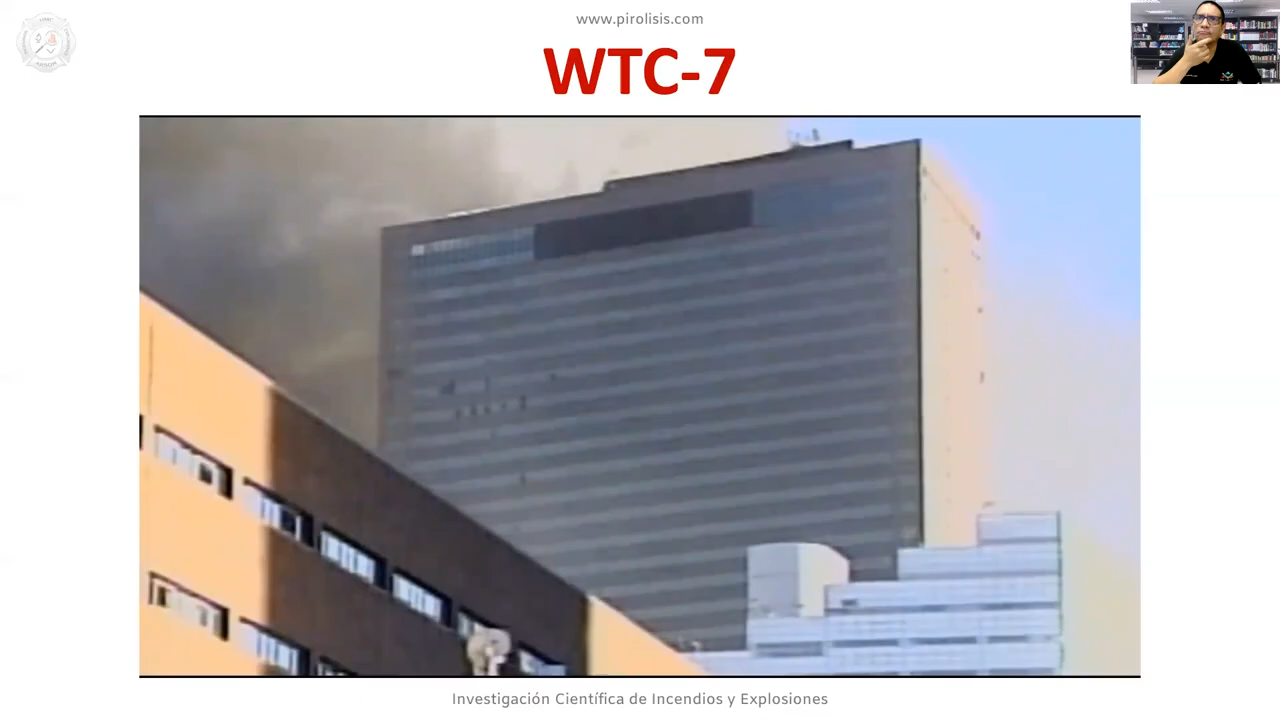 www.pirolisis.com
WTC-7
Investigación Científica de Incendios y Explosiones